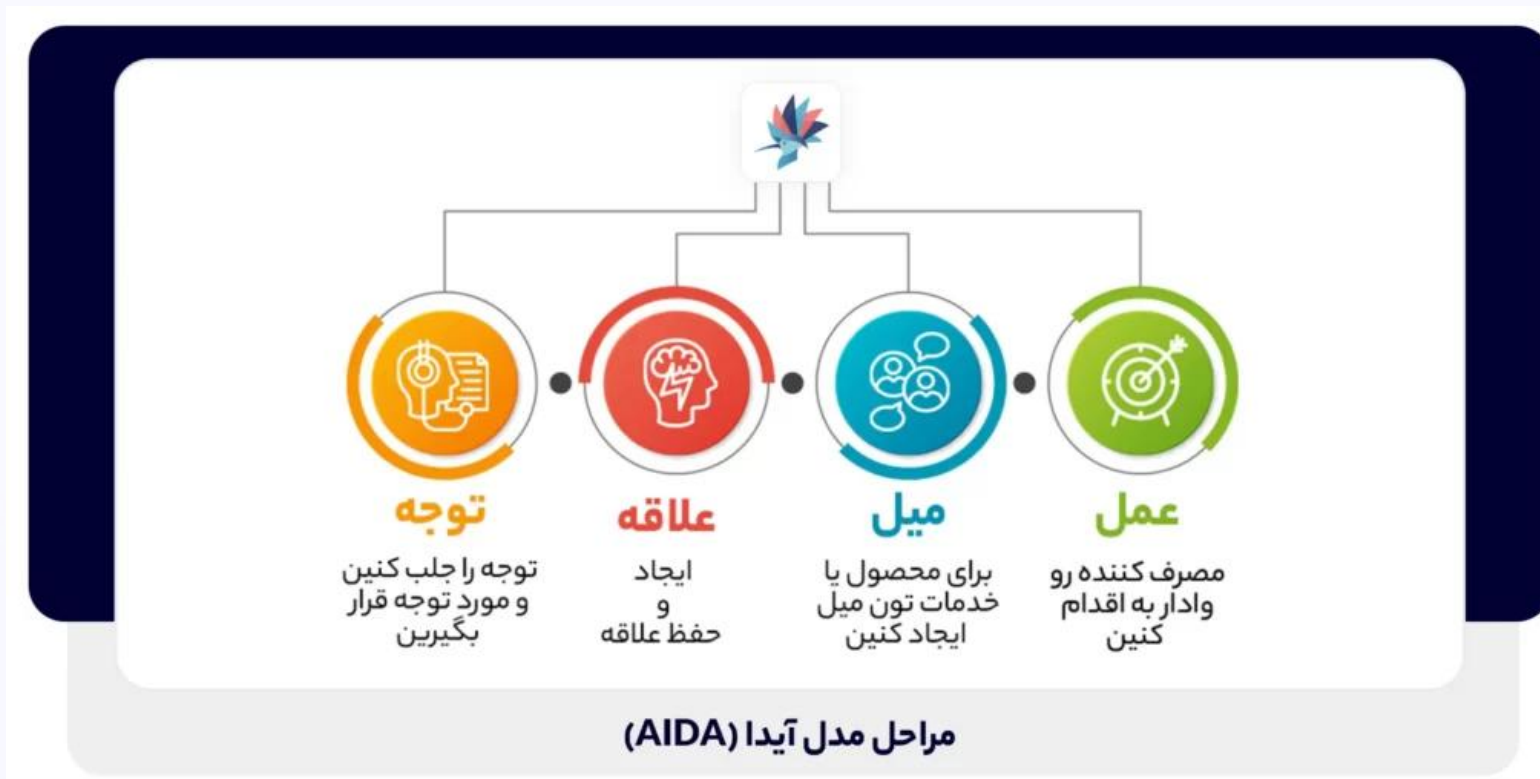 توجه
توجه را جلب کنین
و مورد توجه قرار
بگیرین
علاقه
ایجاد
و
حفظ علاقه
میل
برای محصول یا
خدمات تون میل
ایجاد کنین
عمل
مصرف کننده رو
وادار به اقدام
کنین
مراحل مدل آیدا (AIDA)